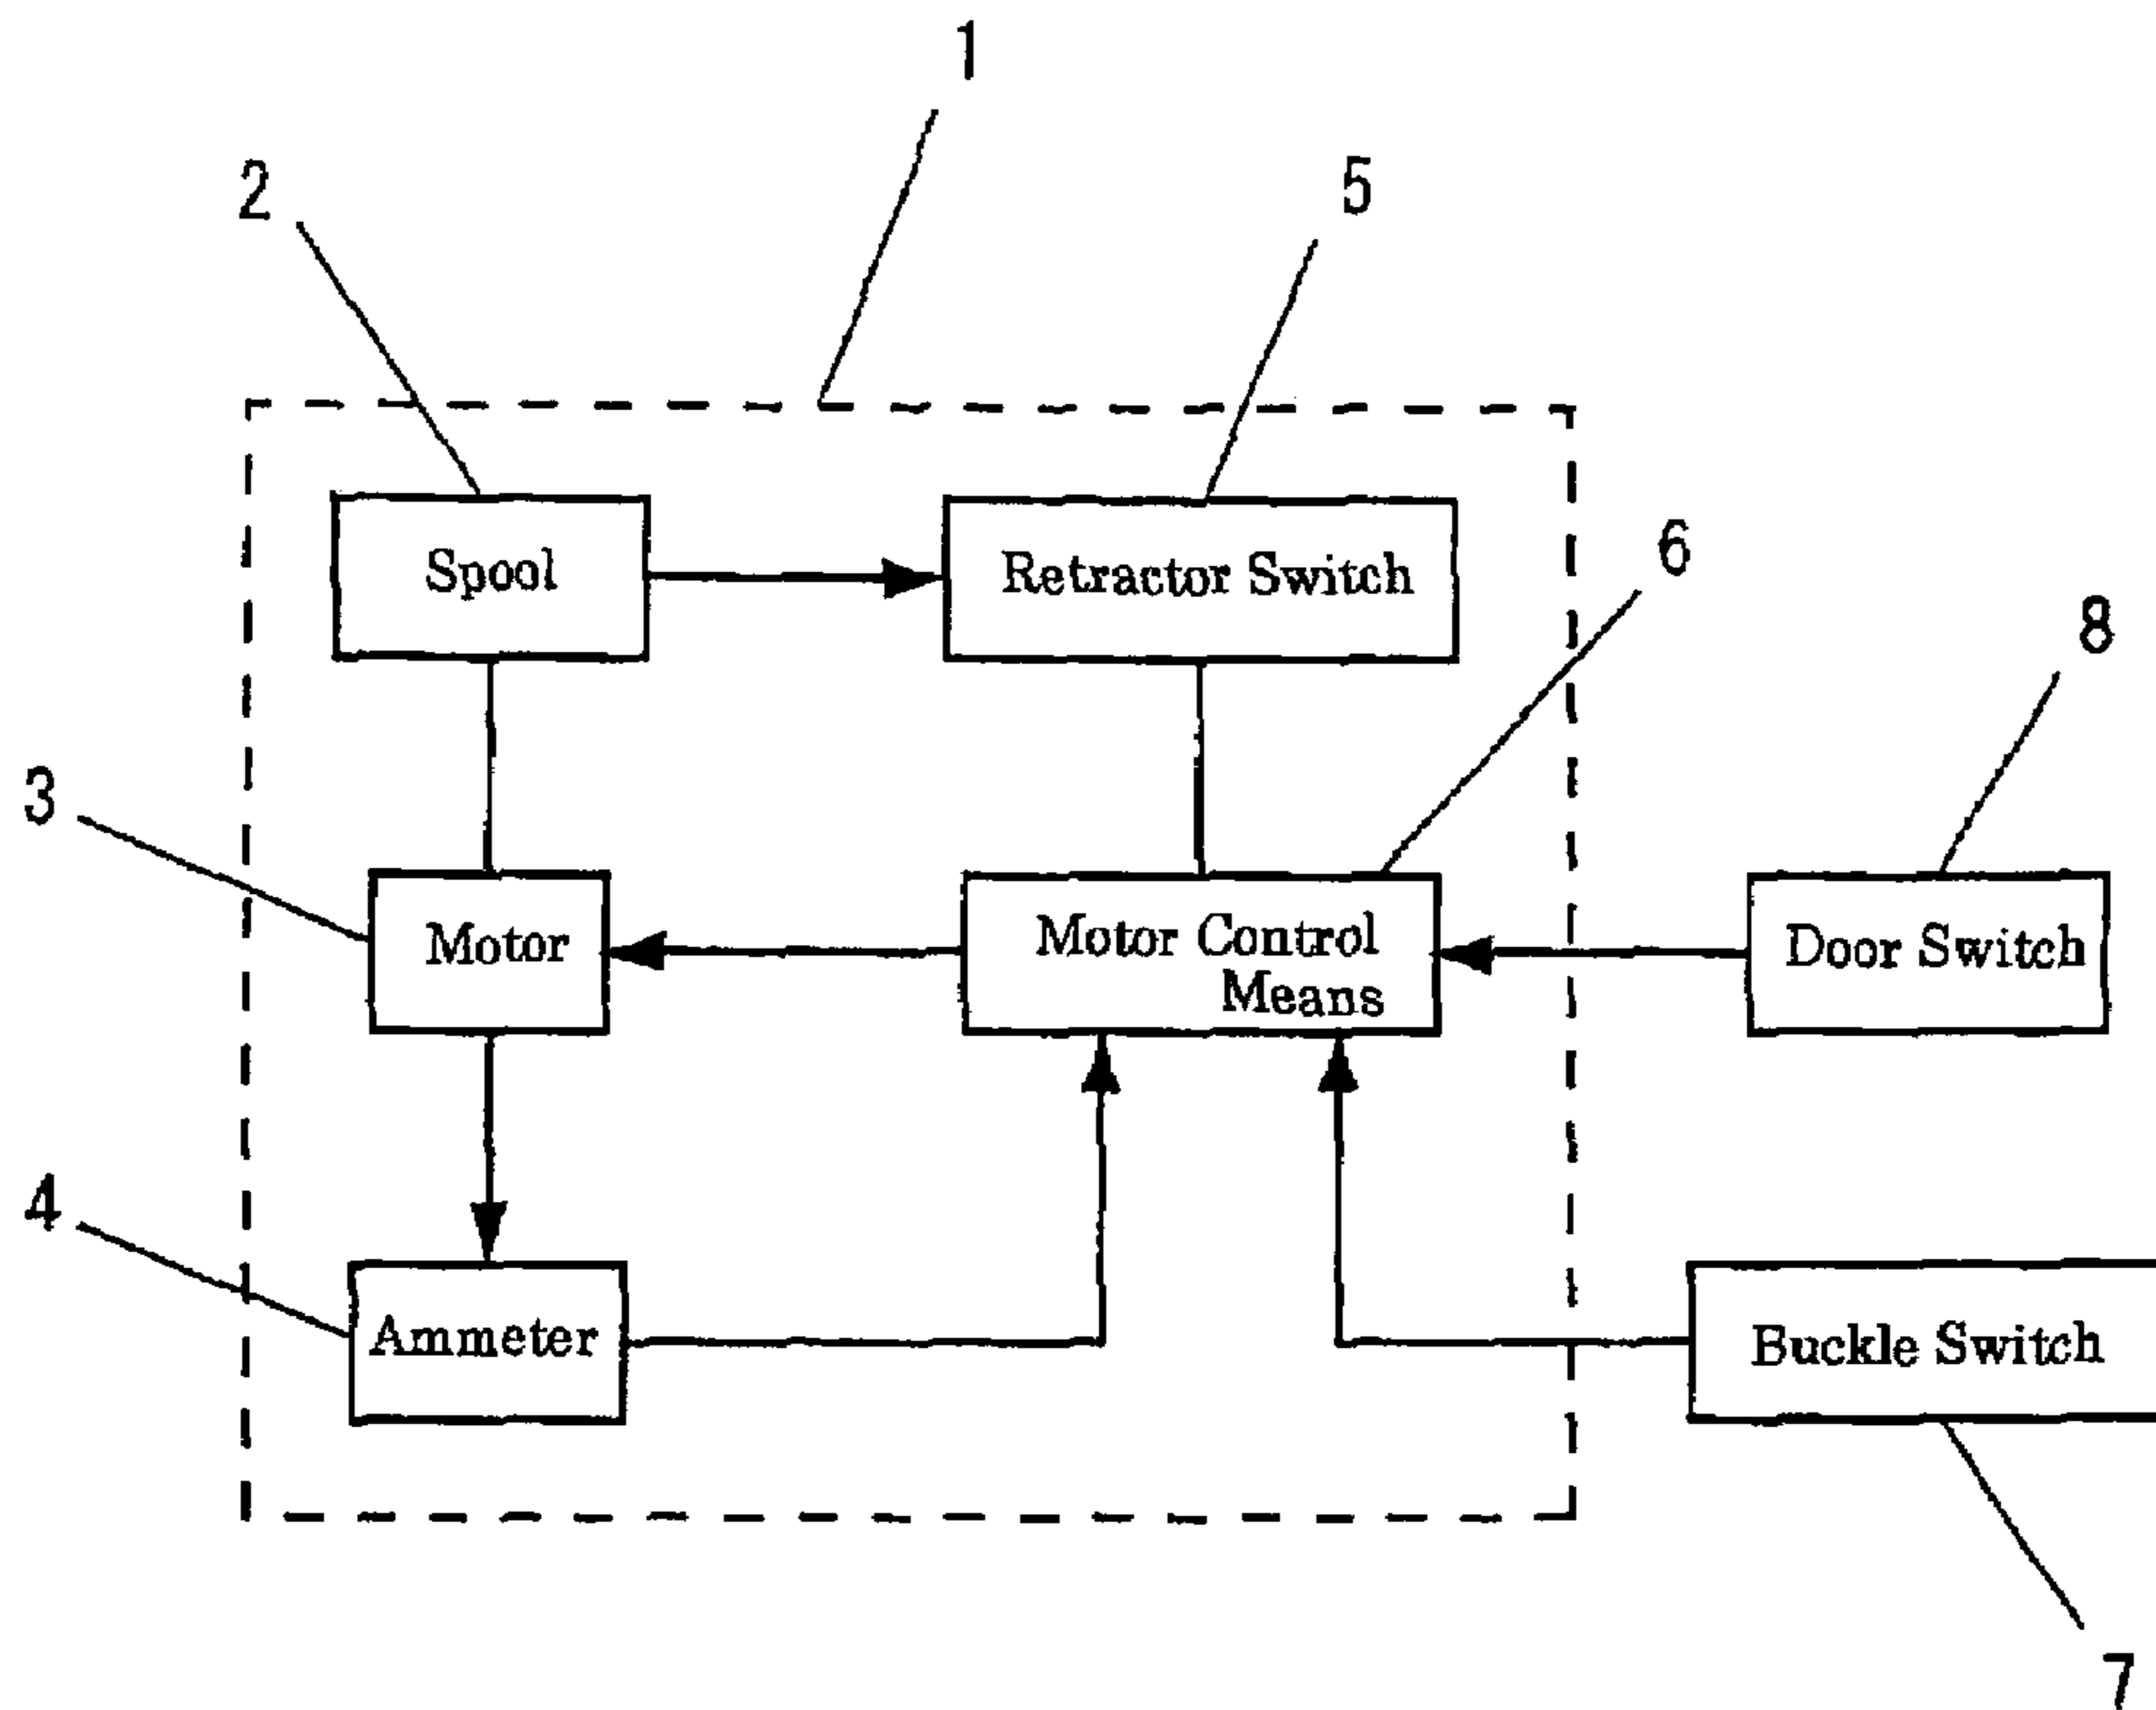 1
2
5
Spool
Retractor Switch
6
8
3
Motor
Motor Control
Means
Door Switch
4
Ammeter
Buckle Switch
7